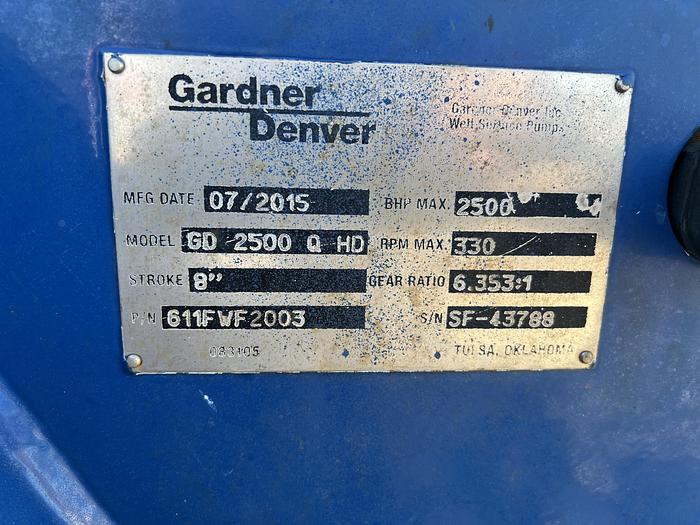 Gardner
Denver
Gardner Denver Inc.
Well Service Pumps
MFG DATE 07/2015 BHP MAX. 2500
MODEL GD 2500 Q HD RPM MAX. 330
STROKE 8" GEAR RATIO 6.353:1
P/N 611FWF2003 S/N SF-43788
083105 TULSA, OKLAHOMA